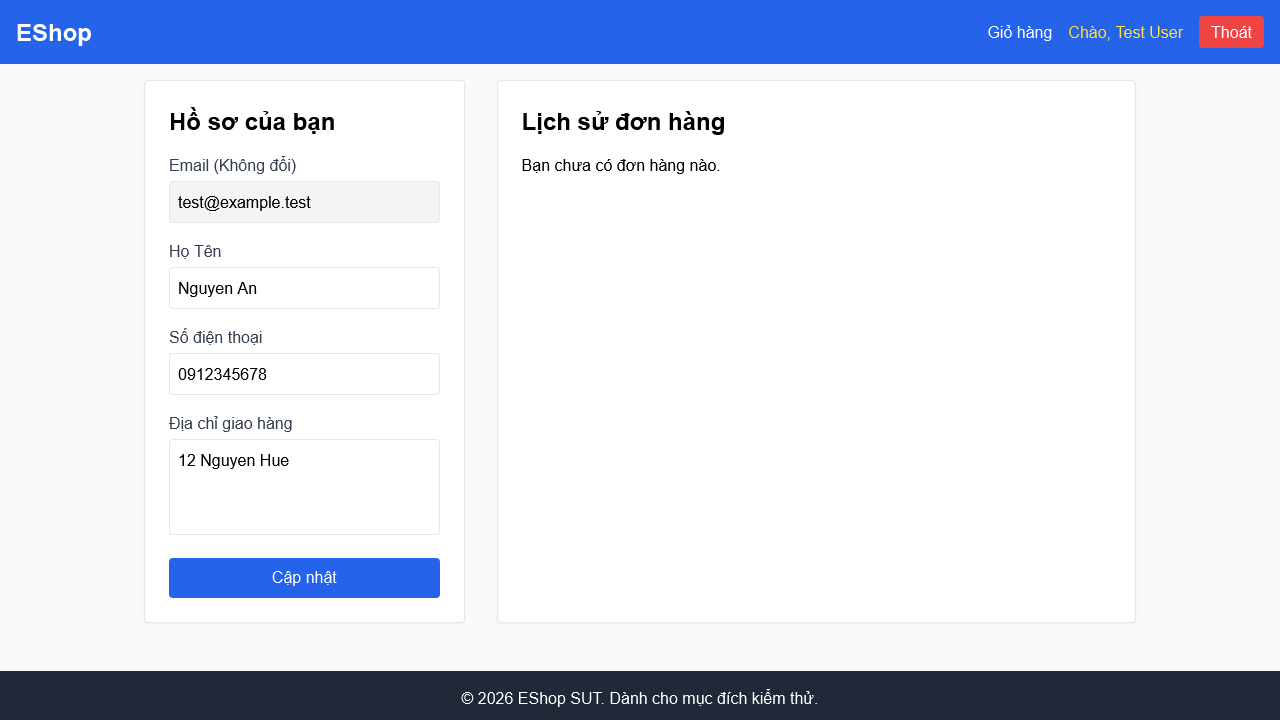 EShop
Giỏ hàng
Chào, Test User
Thoát
Hồ sơ của bạn
Email (Không đổi)
test@example.test
Họ Tên
Nguyen An
Số điện thoại
0912345678
Địa chỉ giao hàng
12 Nguyen Hue
Cập nhật
Lịch sử đơn hàng
Bạn chưa có đơn hàng nào.
© 2026 EShop SUT. Dành cho mục đích kiểm thử.